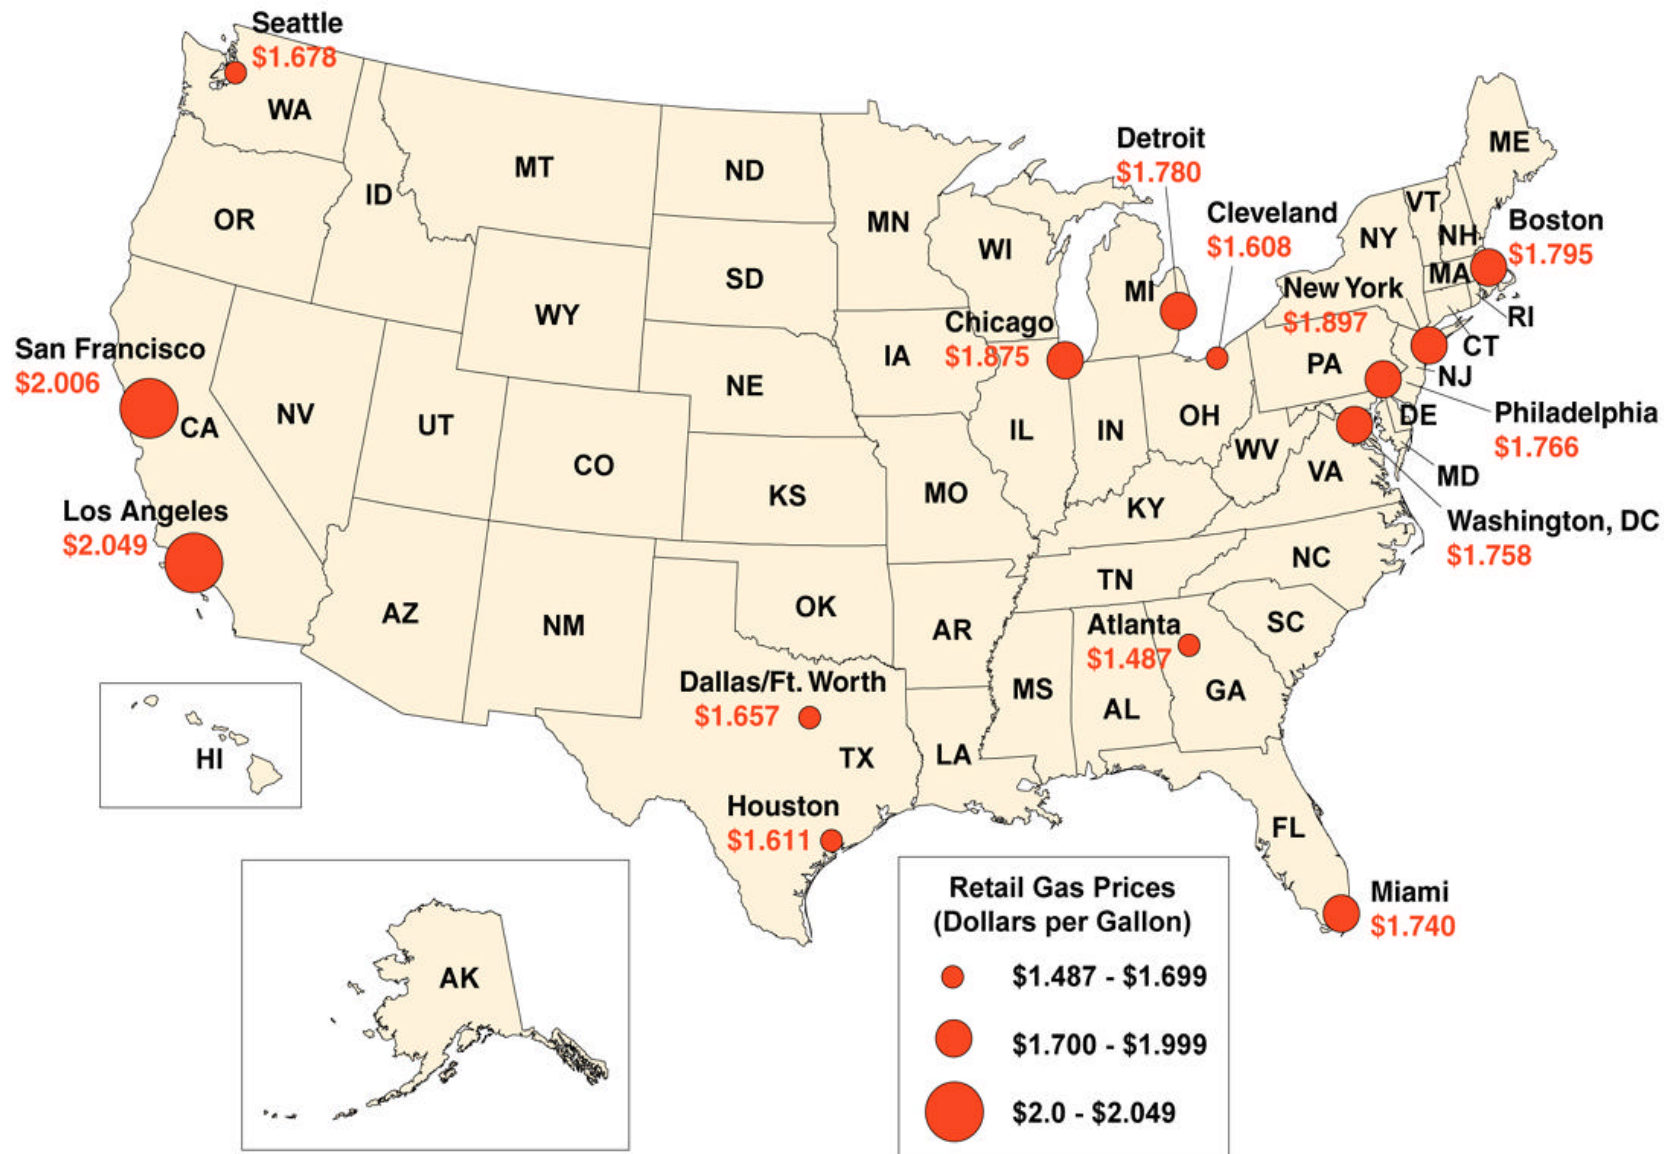 Seattle
$1.678
WA
MT
ND
OR
ID
MN
SD
WI
WY
MI
Detroit
$1.780
Cleveland
$1.608
ME
VT
NH
NY
Boston
$1.795
MA
New York
$1.897
RI
CT
NJ
Chicago
$1.875
San Francisco
$2.006
CA
NV
UT
CO
NE
IA
IL
IN
OH
PA
DE
Philadelphia
$1.766
WV
VA
MD
Washington, DC
$1.758
Los Angeles
$2.049
KS
MO
KY
NC
TN
AZ
NM
OK
AR
SC
Atlanta
$1.487
MS
AL
GA
Dallas/Ft. Worth
$1.657
TX
LA
HI
Houston
$1.611
FL
Miami
$1.740
AK
Retail Gas Prices
(Dollars per Gallon)
$1.487 - $1.699
$1.700 - $1.999
$2.0 - $2.049